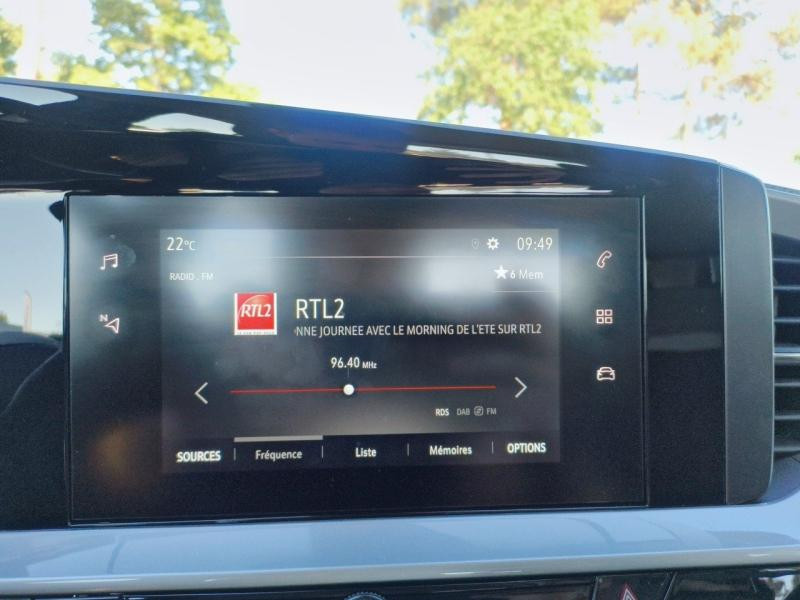 22°C 09:49
RADIO . FM 6 Mem
RTL2
RTL2
NNE JOURNEE AVEC LE MORNING DE L'ETE SUR RTL2
96.40 MHz
RDS DAB FM
SOURCES Fréquence Liste Mémoires OPTIONS
N